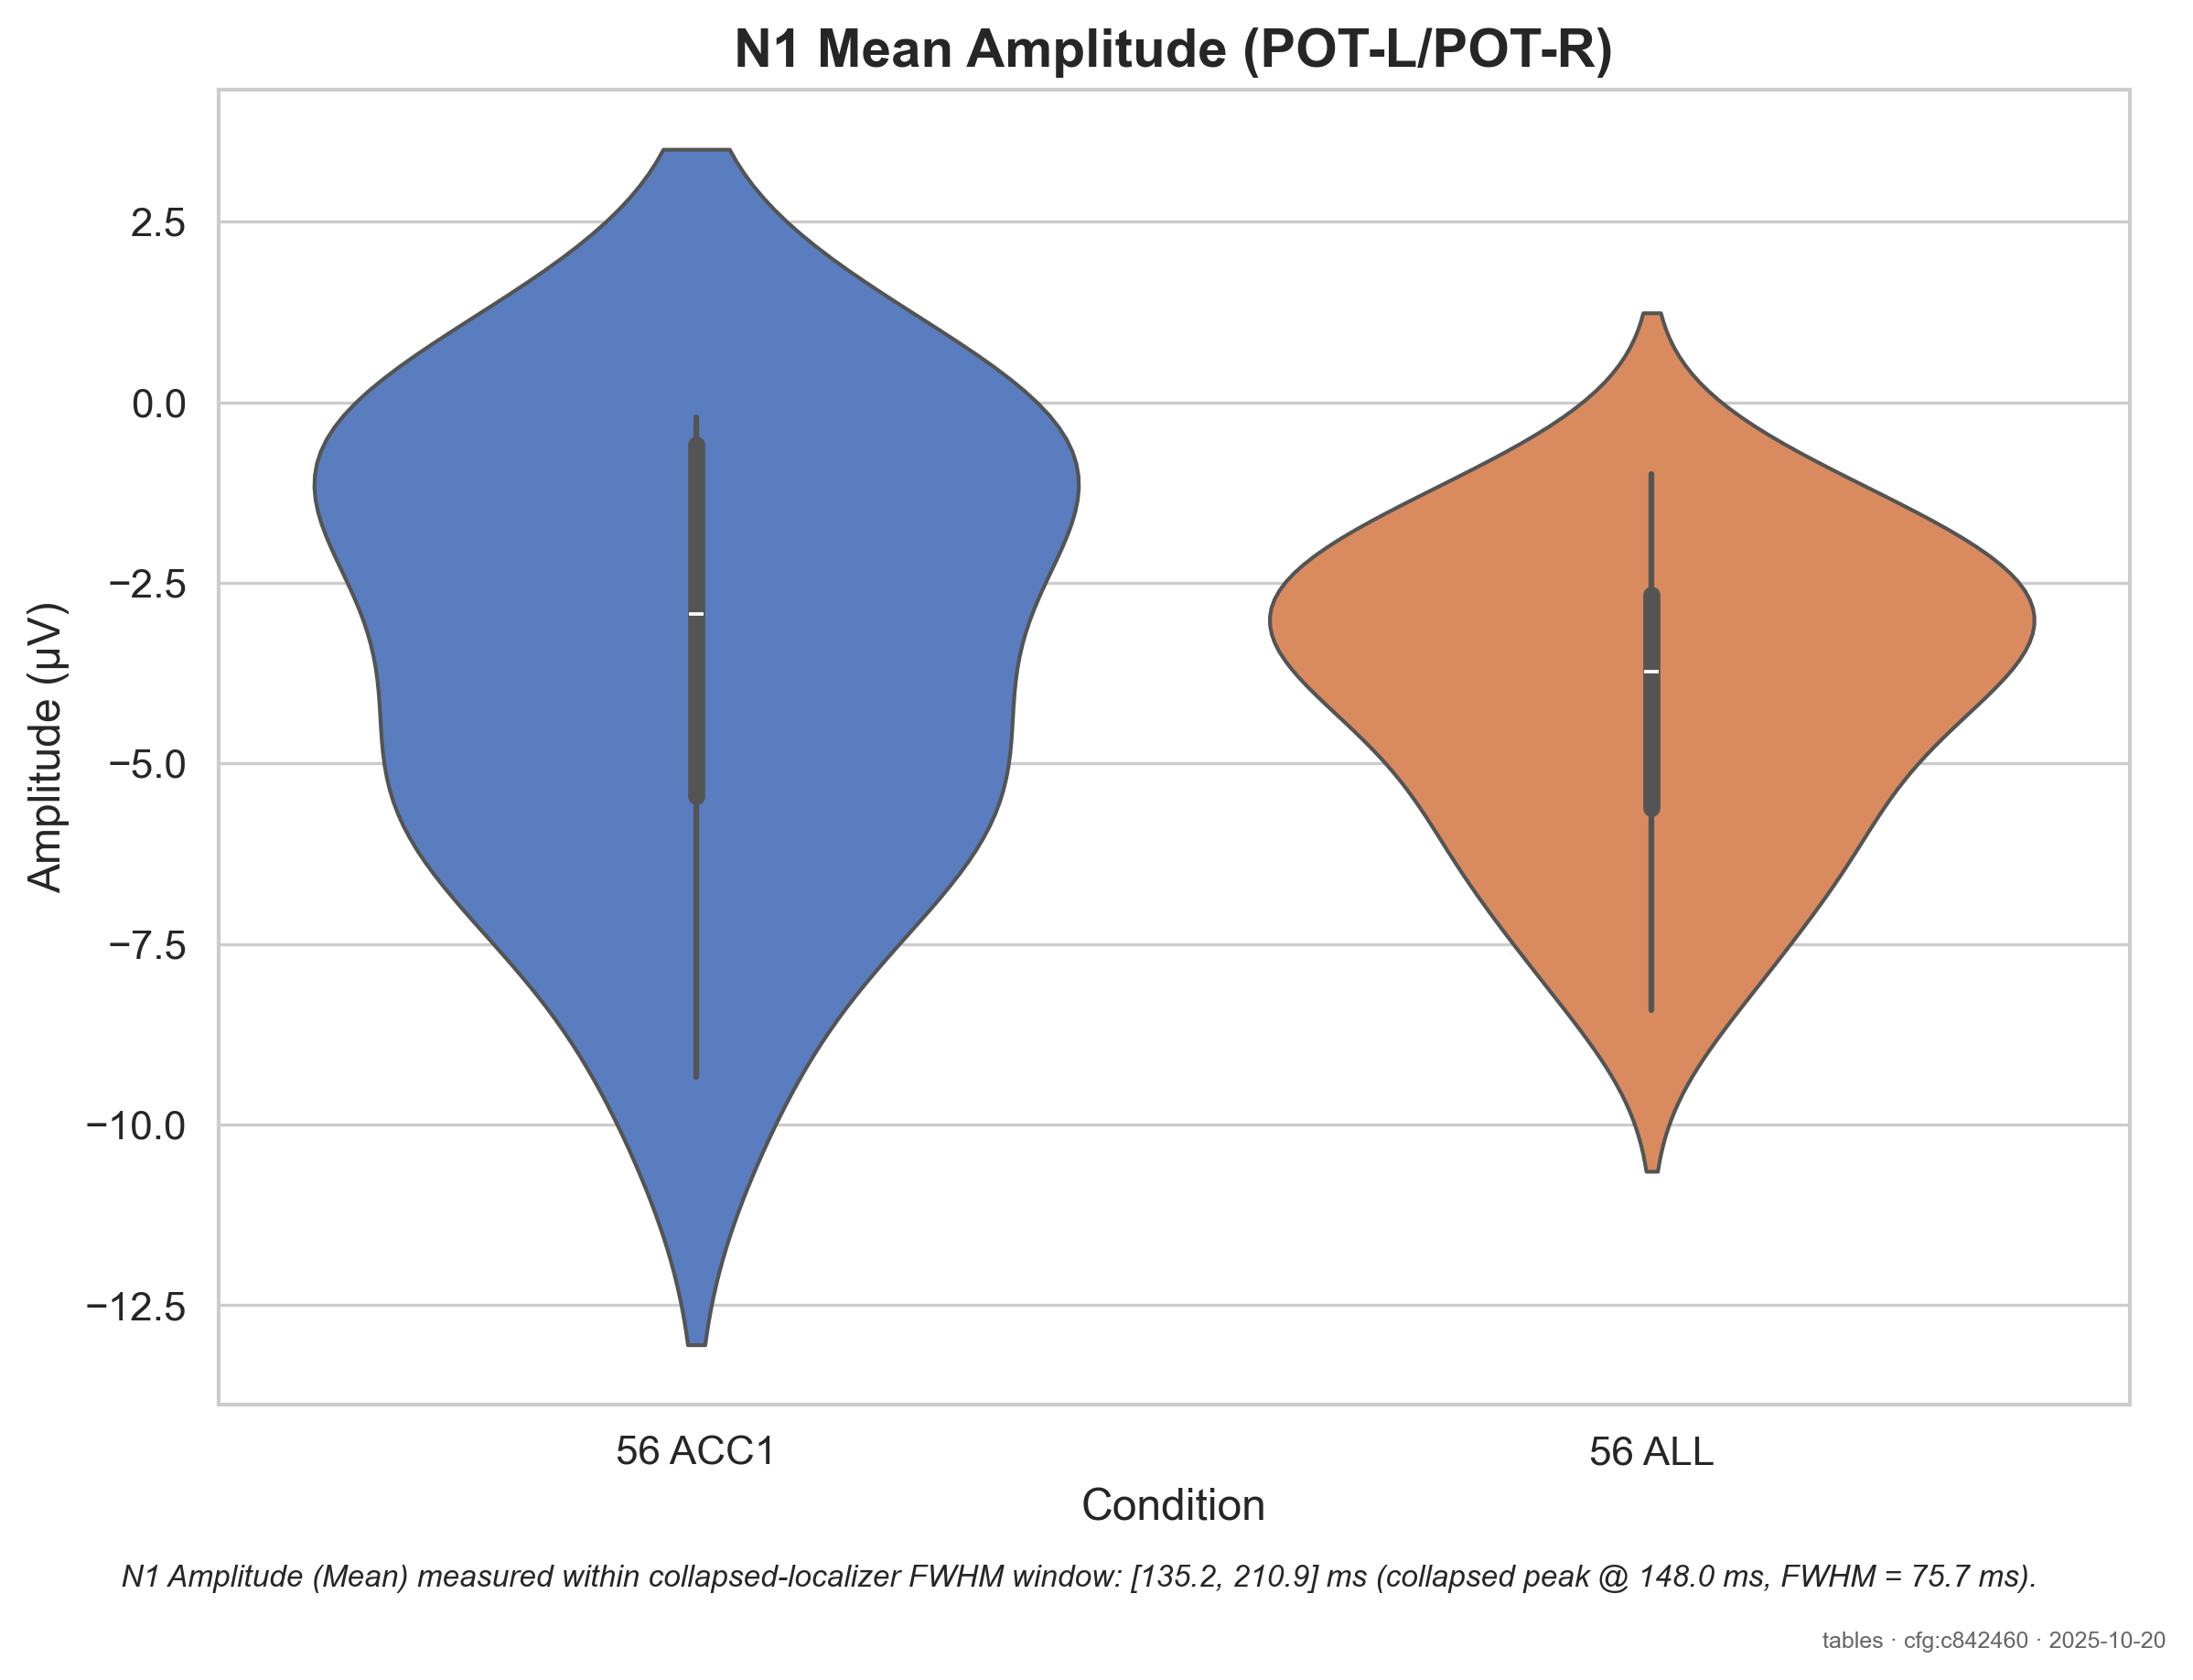 N1 Mean Amplitude (POT-L/POT-R)
Amplitude (µV)
2.5
0.0
−2.5
−5.0
−7.5
−10.0
−12.5
56 ACC1
56 ALL
Condition
N1 Amplitude (Mean) measured within collapsed-localizer FWHM window: [135.2, 210.9] ms (collapsed peak @ 148.0 ms, FWHM = 75.7 ms).
tables · cfg:c842460 · 2025-10-20